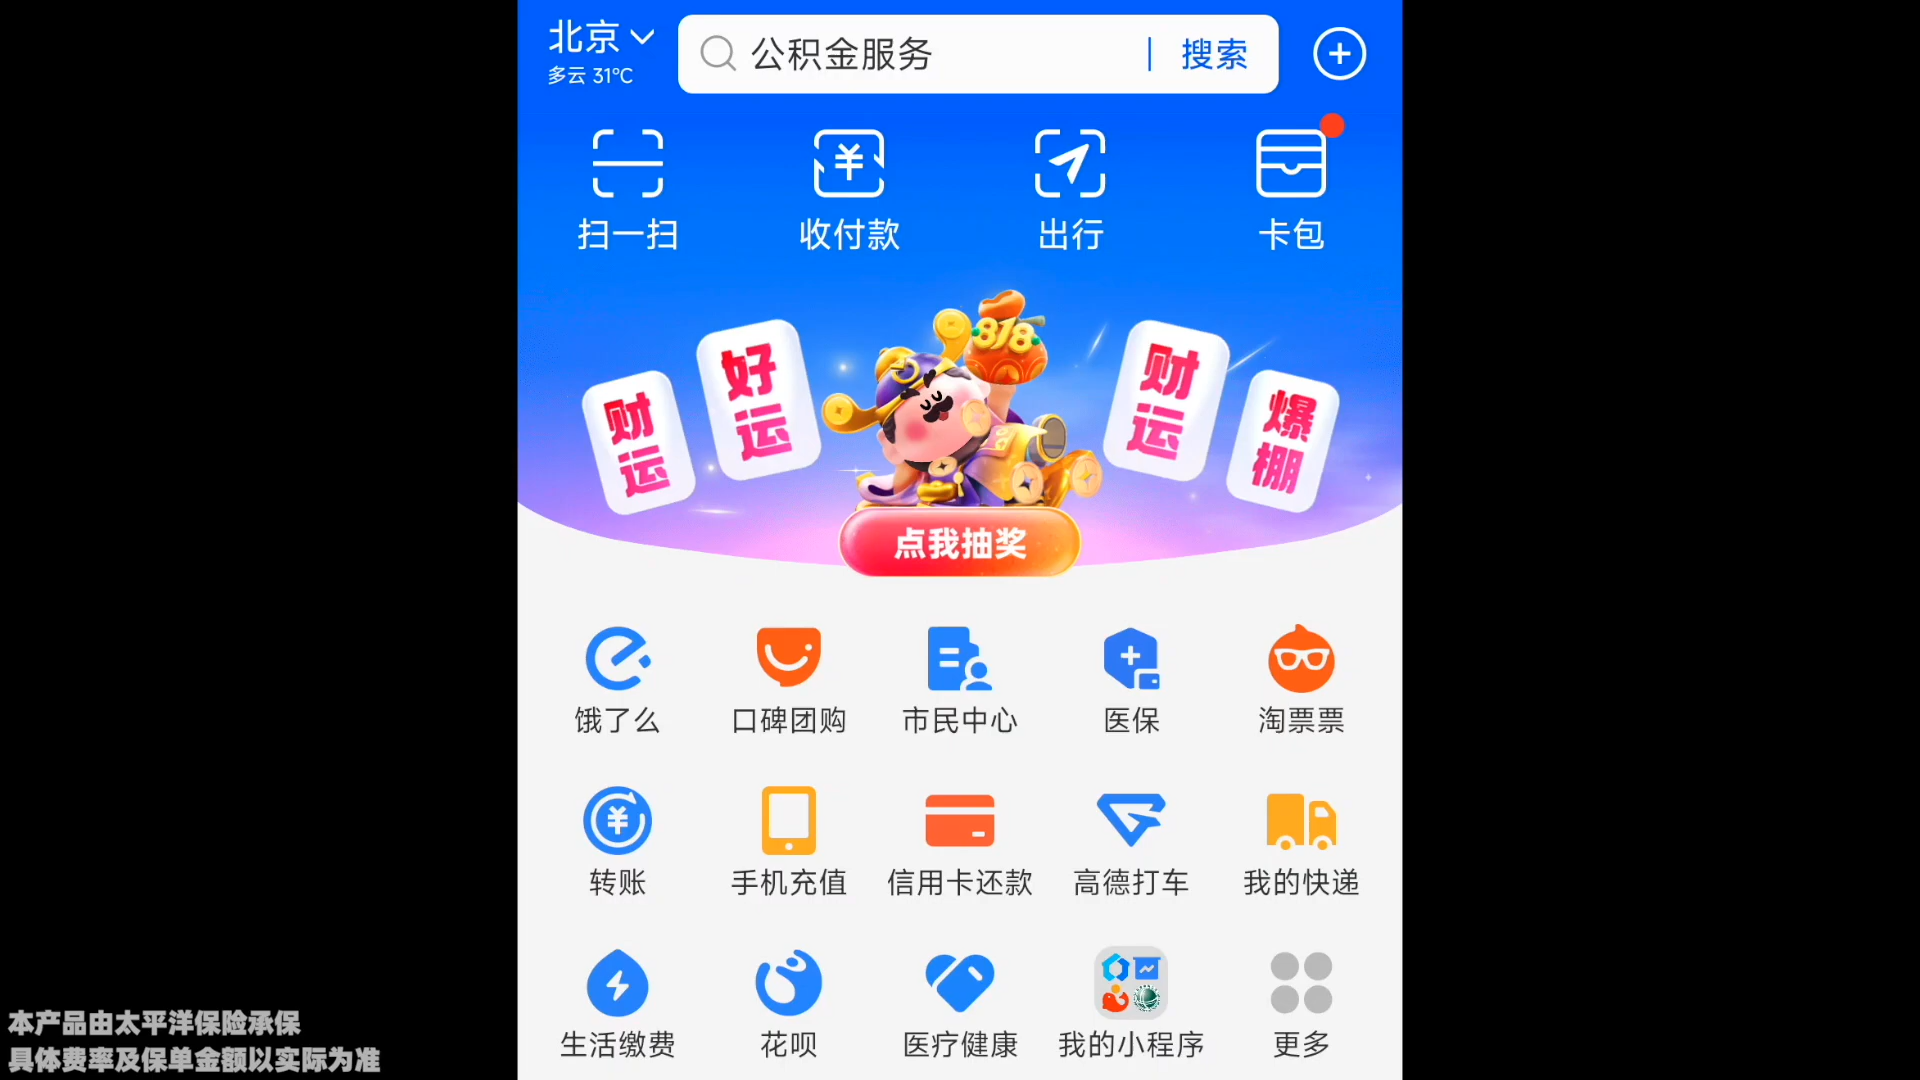 北京
多云 31°C
公积金服务
搜索
扫一扫
收付款
出行
卡包
财运
好运
818
财运
爆棚
点我抽奖
饿了么
口碑团购
市民中心
医保
淘票票
转账
手机充值
信用卡还款
高德打车
我的快递
生活缴费
花呗
医疗健康
我的小程序
更多
本产品由太平洋保险承保
具体费率及保单金额以实际为准